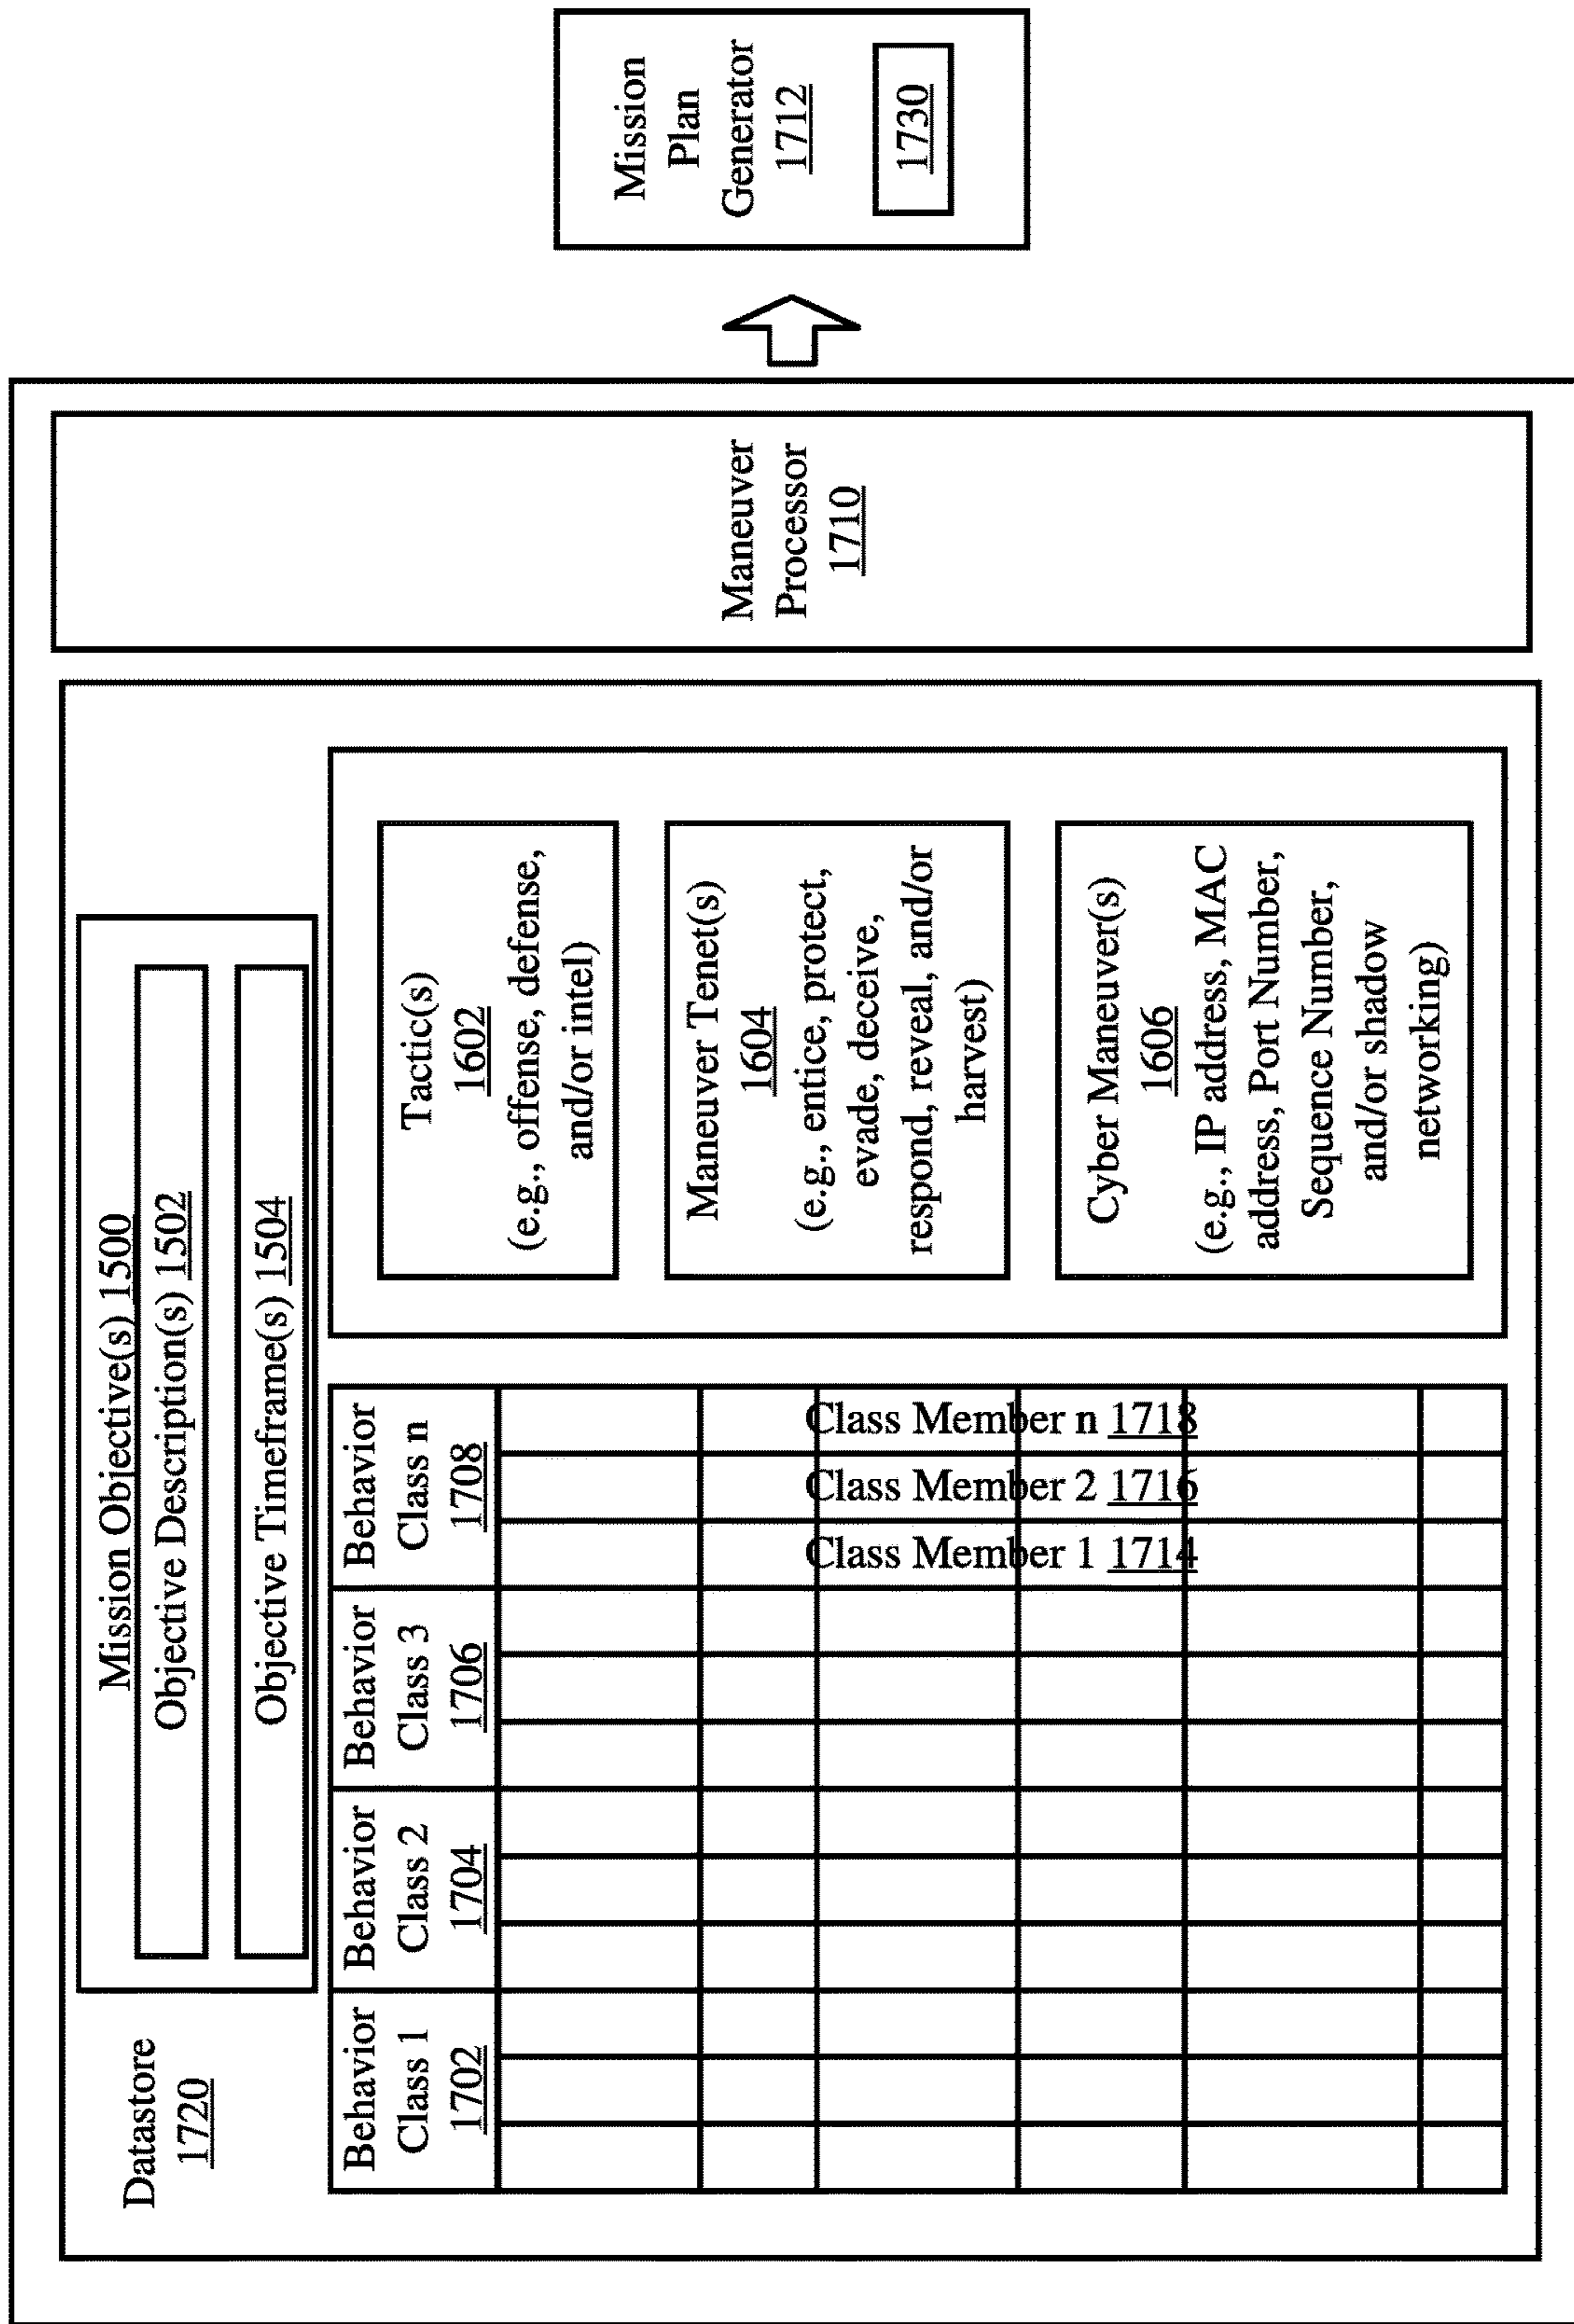 Datastore
1720
Mission Objective(s) 1500
Objective Description(s) 1502
Objective Timeframe(s) 1504
Behavior
Class 1
1702
Behavior
Class 2
1704
Behavior
Class 3
1706
Behavior
Class n
1708
Class Member 1 1714
Class Member 2 1716
Class Member n 1718
Tactic(s)
1602
(e.g., offense, defense,
and/or intel)
Maneuver Tenet(s)
1604
(e.g., entice, protect,
evade, deceive,
respond, reveal, and/or
harvest)
Cyber Maneuver(s)
1606
(e.g., IP address, MAC
address, Port Number,
Sequence Number,
and/or shadow
networking)
Maneuver
Processor
1710
Mission
Plan
Generator
1712
1730